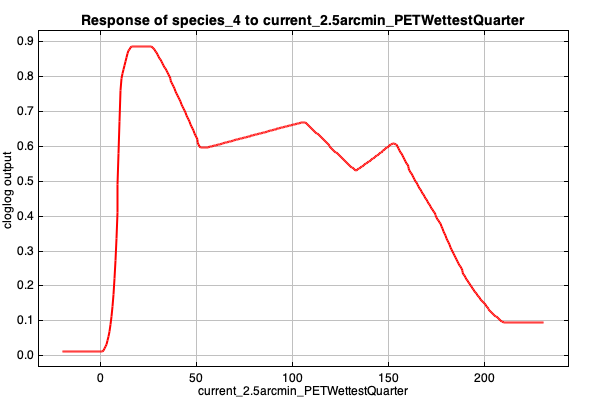 Response of species_4 to current_2.5arcmin_PETWettestQuarter
cloglog output
0.9
0.8
0.7
0.6
0.5
0.4
0.3
0.2
0.1
0.0
0 50 100 150 200
current_2.5arcmin_PETWettestQuarter